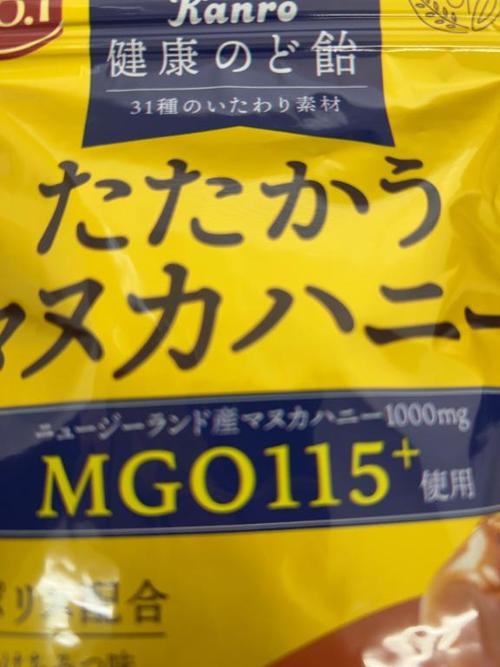 Kanro
健康のど飴
31種のいたわり素材
たたかう
マヌカハニー
ニュージーランド産マヌカハニー1000mg
MGO115+
使用
配合